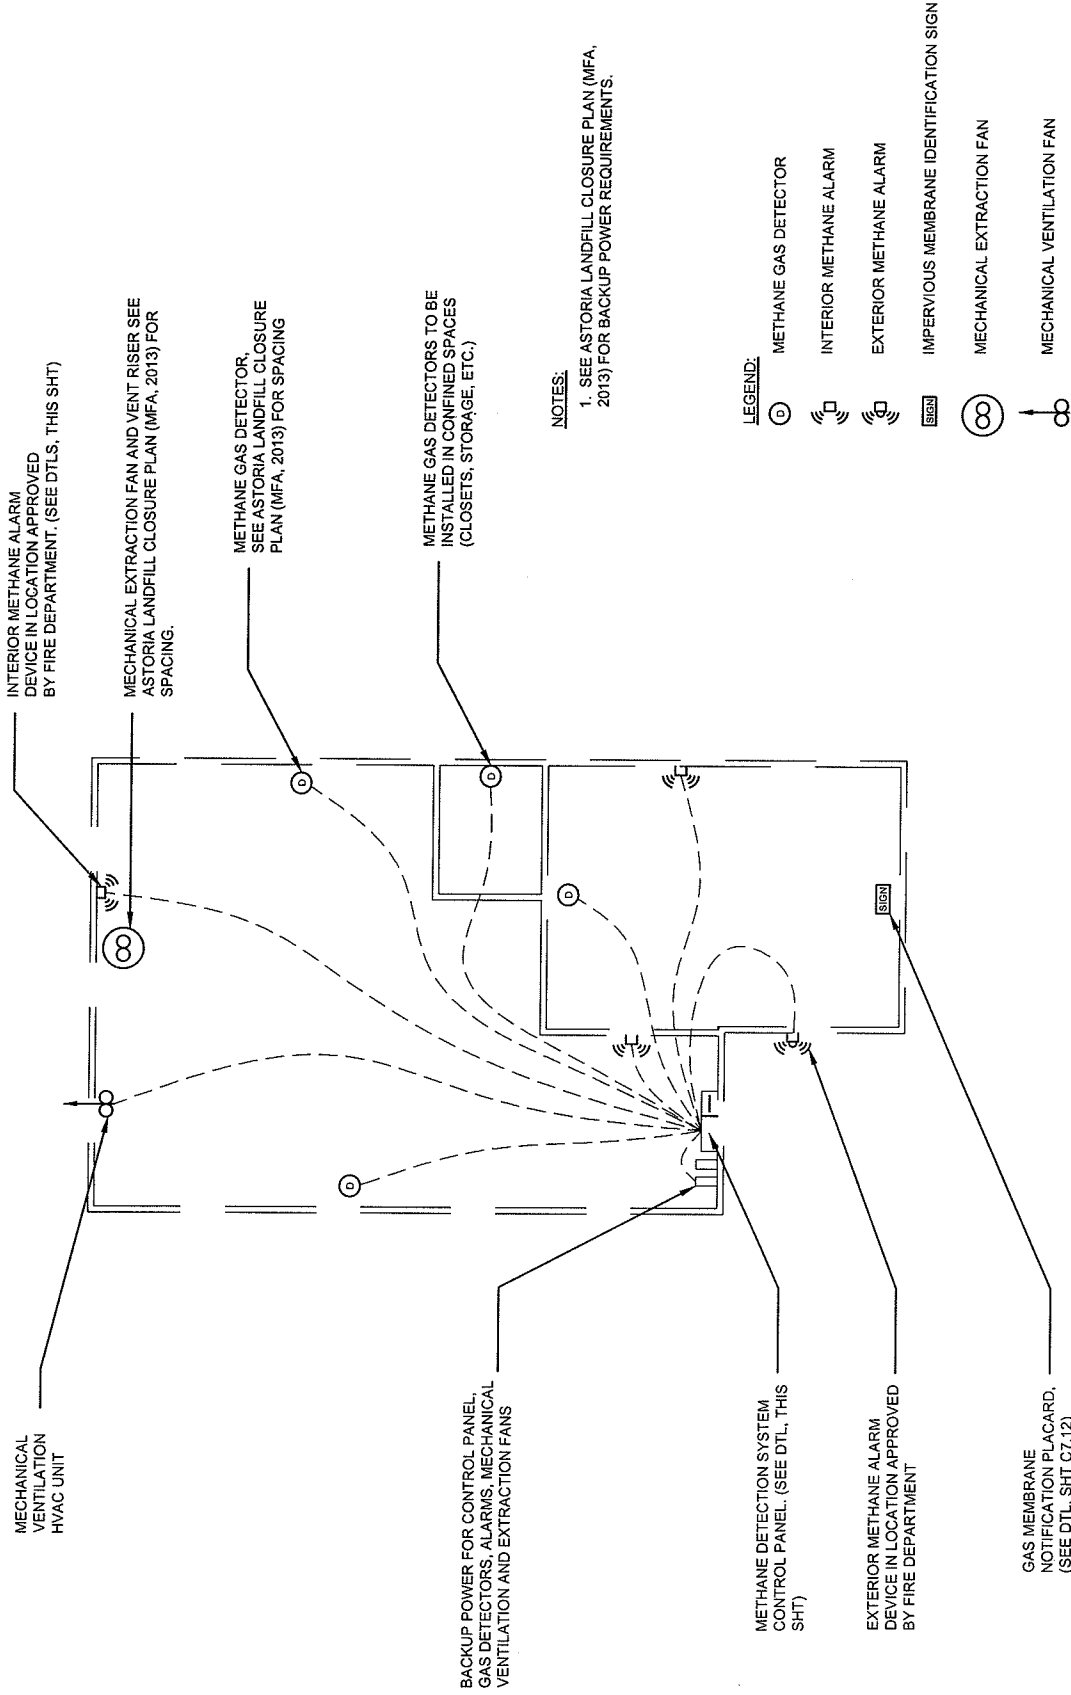 INTERIOR METHANE ALARM
DEVICE IN LOCATION APPROVED
BY FIRE DEPARTMENT. (SEE DTLS, THIS SHT)
MECHANICAL EXTRACTION FAN AND VENT RISER SEE
ASTORIA LANDFILL CLOSURE PLAN (MFA, 2013) FOR
SPACING.
METHANE GAS DETECTOR,
SEE ASTORIA LANDFILL CLOSURE
PLAN (MFA, 2013) FOR SPACING
METHANE GAS DETECTORS TO BE
INSTALLED IN CONFINED SPACES
(CLOSETS, STORAGE, ETC.)
MECHANICAL
VENTILATION
HVAC UNIT
BACKUP POWER FOR CONTROL PANEL,
GAS DETECTORS, ALARMS, MECHANICAL
VENTILATION AND EXTRACTION FANS
METHANE DETECTION SYSTEM
CONTROL PANEL. (SEE DTL, THIS
SHT)
EXTERIOR METHANE ALARM
DEVICE IN LOCATION APPROVED
BY FIRE DEPARTMENT
GAS MEMBRANE
NOTIFICATION PLACARD,
(SEE DTL, SHT C7.12)
D
D
D
D
SIGN
NOTES:
1. SEE ASTORIA LANDFILL CLOSURE PLAN (MFA,
2013) FOR BACKUP POWER REQUIREMENTS.
LEGEND:
D METHANE GAS DETECTOR
INTERIOR METHANE ALARM
EXTERIOR METHANE ALARM
SIGN IMPERVIOUS MEMBRANE IDENTIFICATION SIGN
MECHANICAL EXTRACTION FAN
MECHANICAL VENTILATION FAN